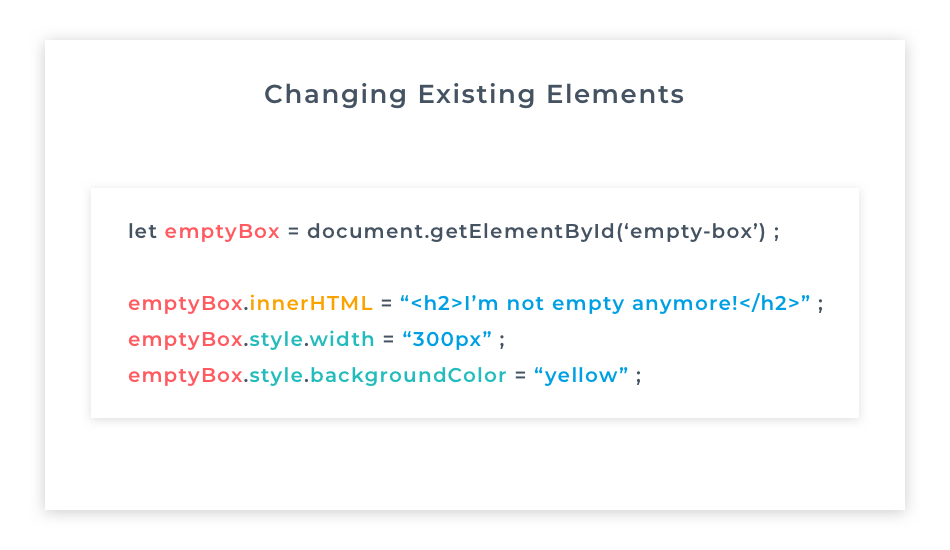 Changing Existing Elements
let emptyBox = document.getElementById(‘empty-box’) ;
emptyBox.innerHTML = “<h2>I’m not empty anymore!</h2>” ;
emptyBox.style.width = “300px” ;
emptyBox.style.backgroundColor = “yellow” ;